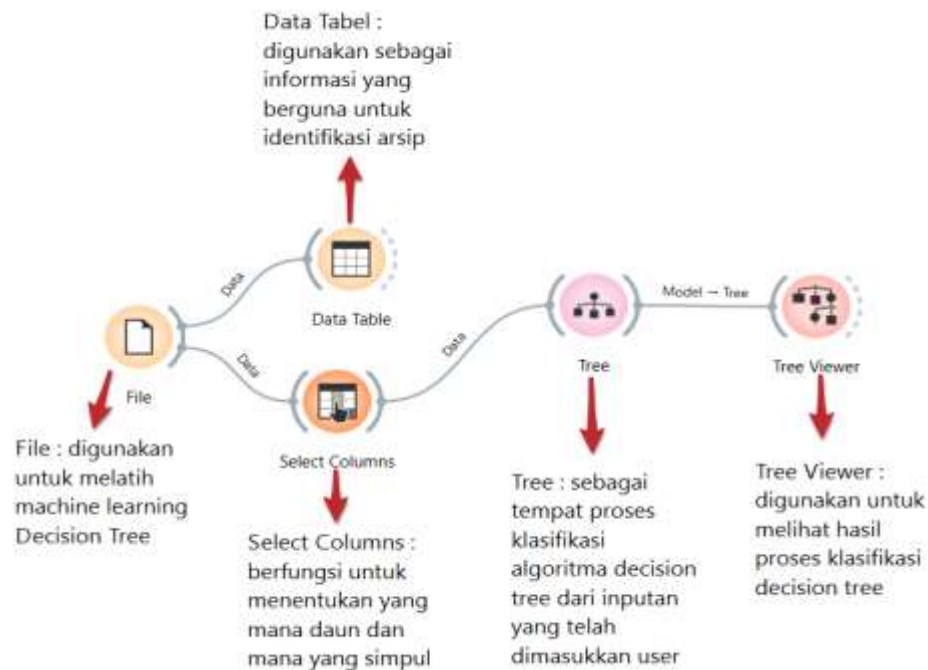 Data Tabel :
digunakan sebagai
informasi yang
berguna untuk
identifikasi arsip
Data
Data Table
Data
File
Select Columns
Data
Tree
Model → Tree
Tree Viewer
File : digunakan
untuk melatih
machine learning
Decision Tree
Select Columns :
berfungsi untuk
menentukan yang
mana daun dan
mana yang simpul
Tree : sebagai
tempat proses
klasifikasi
algoritma decision
tree dari inputan
yang telah
dimasukkan user
Tree Viewer :
digunakan untuk
melihat hasil
proses klasifikasi
decision tree